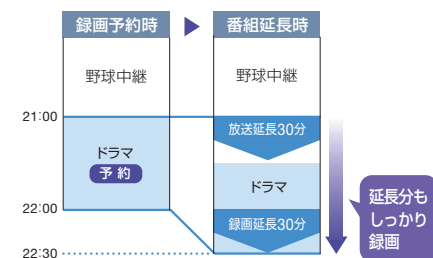 録画予約時
番組延長時
野球中継
野球中継
21:00
放送延長30分
ドラマ
予約
ドラマ
22:00
録画延長30分
22:30
延長分も
しっかり
録画